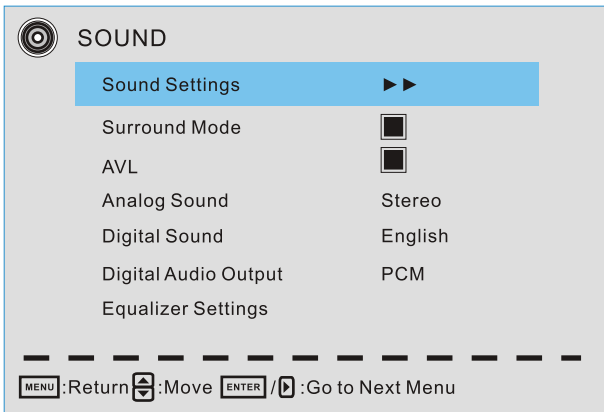 SOUND
Sound Settings ►►
Surround Mode
AVL
Analog Sound Stereo
Digital Sound English
Digital Audio Output PCM
Equalizer Settings
MENU:Return :Move ENTER/ :Go to Next Menu